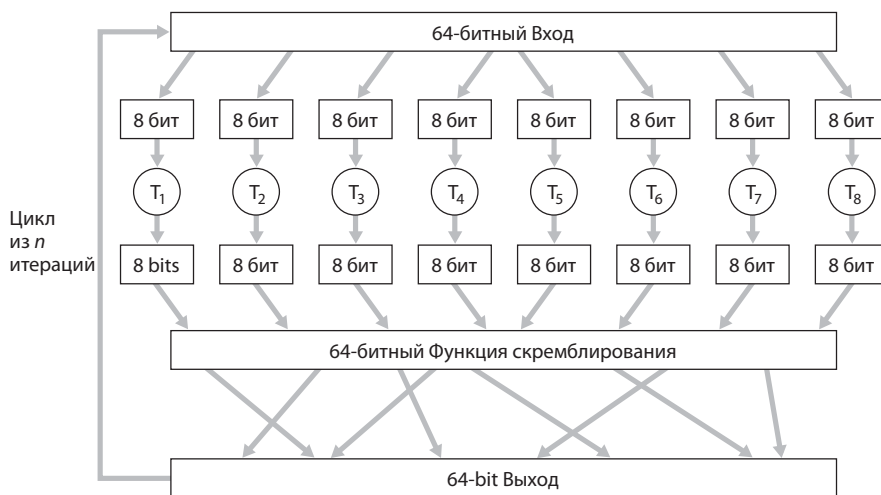 64-битный Вход
8 бит 8 бит 8 бит 8 бит 8 бит 8 бит 8 бит 8 бит
T1 T2 T3 T4 T5 T6 T7 T8
Цикл
из n
итераций
8 bits 8 бит 8 бит 8 бит 8 бит 8 бит 8 бит 8 бит
64-битный Функция скремблирования
64-bit Выход